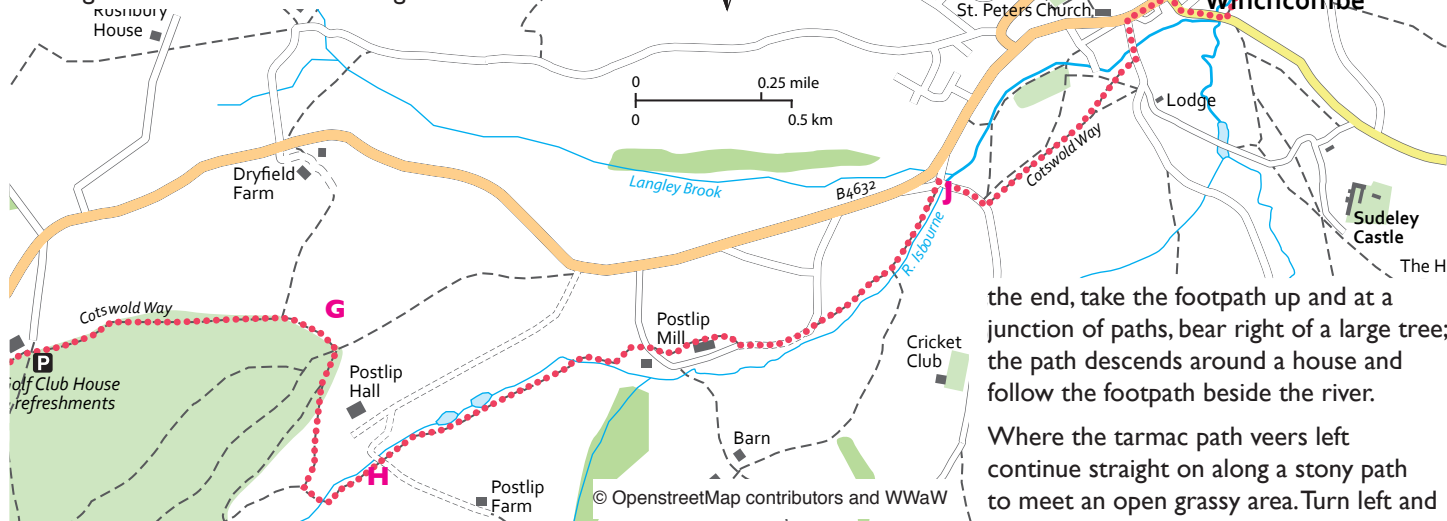 Rushbury
House
St. Peters Church
Winchcombe
0 0.25 mile
0 0.5 km
Lodge
Cotswold Way
Dryfield
Farm
Langley Brook
B4632
J
R. Isbourne
Sudeley
Castle
The H
Cotswold Way
G
P
olf Club House
refreshments
Postlip
Mill
Postlip
Hall
Cricket
Club
H
Barn
Postlip
Farm
© OpenstreetMap contributors and WWaW
the end, take the footpath up and at a
junction of paths, bear right of a large tree;
the path descends around a house and
follow the footpath beside the river.
Where the tarmac path veers left
continue straight on along a stony path
to meet an open grassy area. Turn left and